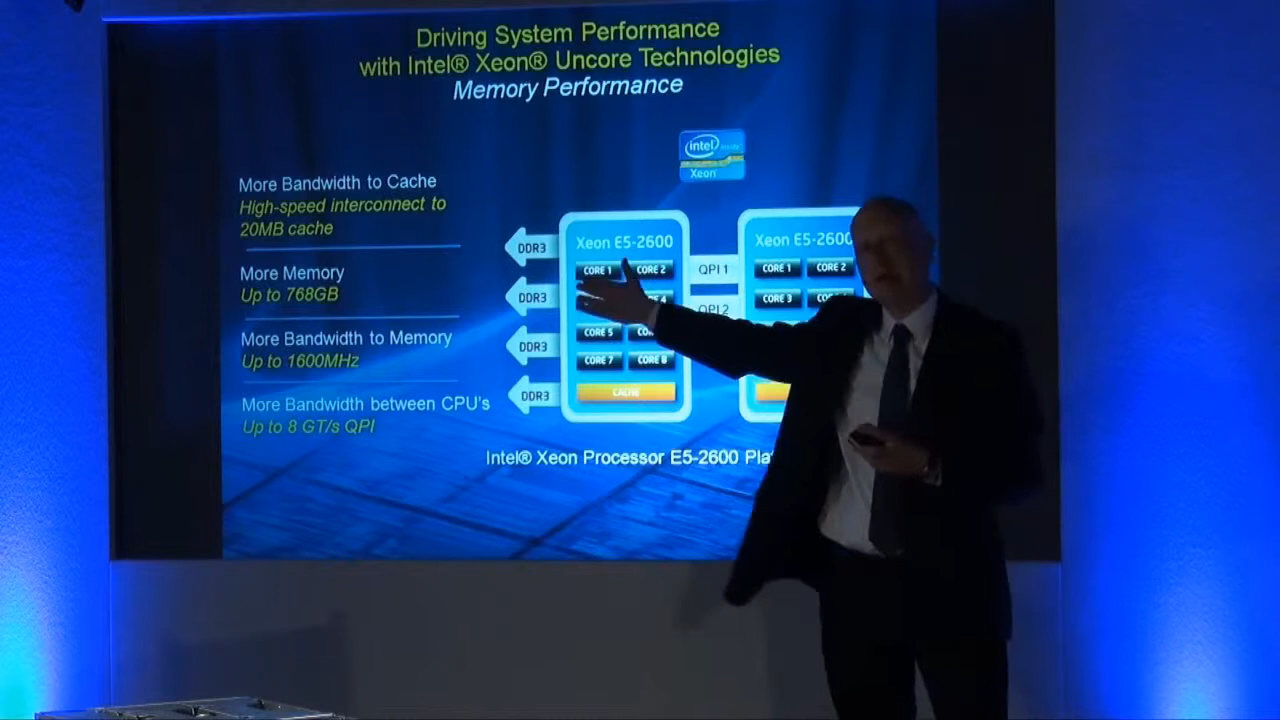 Driving System Performance
with Intel® Xeon® Uncore Technologies
Memory Performance
intel inside
Xeon
More Bandwidth to Cache
High-speed interconnect to
20MB cache
More Memory
Up to 768GB
More Bandwidth to Memory
Up to 1600MHz
More Bandwidth between CPU's
Up to 8 GT/s QPI
DDR3
DDR3
DDR3
DDR3
Xeon E5-2600
CORE 1 CORE 2
4
CORE 5
CORE 7 CORE 8
CACHE
QPI 1
QPI 2
Xeon E5-2600
CORE 1 CORE 2
CORE 3
Intel® Xeon Processor E5-2600